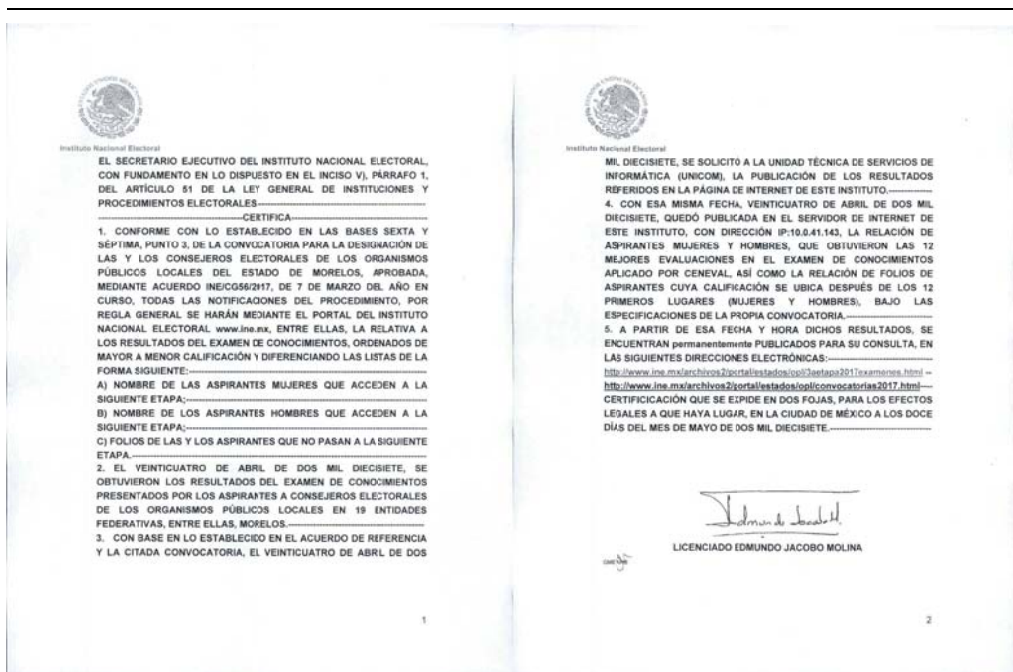 ESTADOS UNIDOS MEXICANOS
Instituto Nacional Electoral
EL SECRETARIO EJECUTIVO DEL INSTITUTO NACIONAL ELECTORAL,
CON FUNDAMENTO EN LO DISPUESTO EN EL INCISO V), PÁRRAFO 1,
DEL ARTÍCULO 51 DE LA LEY GENERAL DE INSTITUCIONES Y
PROCEDIMIENTOS ELECTORALES---------------------------------------------
---------------------------------------CERTIFICA---------------------------------------
1. CONFORME CON LO ESTABLECIDO EN LAS BASES SEXTA Y
SÉPTIMA, PUNTO 3, DE LA CONVOCATORIA PARA LA DESIGNACIÓN DE
LAS Y LOS CONSEJEROS ELECTORALES DE LOS ORGANISMOS
PÚBLICOS LOCALES DEL ESTADO DE MORELOS, APROBADA,
MEDIANTE ACUERDO INE/CG56/2017, DE 7 DE MARZO DEL AÑO EN
CURSO, TODAS LAS NOTIFICACIONES DEL PROCEDIMIENTO, POR
REGLA GENERAL SE HARÁN MEDIANTE EL PORTAL DEL INSTITUTO
NACIONAL ELECTORAL www.ine.mx, ENTRE ELLAS, LA RELATIVA A
LOS RESULTADOS DEL EXAMEN DE CONOCIMIENTOS, ORDENADOS DE
MAYOR A MENOR CALIFICACIÓN Y DIFERENCIANDO LAS LISTAS DE LA
FORMA SIGUIENTE:---------------------------------------------
A) NOMBRE DE LAS ASPIRANTES MUJERES QUE ACCEDEN A LA
SIGUIENTE ETAPA;---------------------------------------------
B) NOMBRE DE LOS ASPIRANTES HOMBRES QUE ACCEDEN A LA
SIGUIENTE ETAPA;---------------------------------------------
C) FOLIOS DE LAS Y LOS ASPIRANTES QUE NO PASAN A LA SIGUIENTE
ETAPA.---------------------------------------------
2. EL VEINTICUATRO DE ABRIL DE DOS MIL DIECISIETE, SE
OBTUVIERON LOS RESULTADOS DEL EXAMEN DE CONOCIMIENTOS
PRESENTADOS POR LOS ASPIRANTES A CONSEJEROS ELECTORALES
DE LOS ORGANISMOS PÚBLICOS LOCALES EN 19 ENTIDADES
FEDERATIVAS, ENTRE ELLAS, MORELOS.---------------------------------
3. CON BASE EN LO ESTABLECIDO EN EL ACUERDO DE REFERENCIA
Y LA CITADA CONVOCATORIA, EL VEINTICUATRO DE ABRIL DE DOS
1
Instituto Nacional Electoral
MIL DIECISIETE, SE SOLICITÓ A LA UNIDAD TÉCNICA DE SERVICIOS DE
INFORMÁTICA (UNICOM), LA PUBLICACIÓN DE LOS RESULTADOS
REFERIDOS EN LA PÁGINA DE INTERNET DE ESTE INSTITUTO.-----------
4. CON ESA MISMA FECHA, VEINTICUATRO DE ABRIL DE DOS MIL
DIECISIETE, QUEDÓ PUBLICADA EN EL SERVIDOR DE INTERNET DE
ESTE INSTITUTO, CON DIRECCIÓN IP:10.0.41.143, LA RELACIÓN DE
ASPIRANTES MUJERES Y HOMBRES, QUE OBTUVIERON LAS 12
MEJORES EVALUACIONES EN EL EXAMEN DE CONOCIMIENTOS
APLICADO POR CENEVAL, ASÍ COMO LA RELACIÓN DE FOLIOS DE
ASPIRANTES CUYA CALIFICACIÓN SE UBICA DESPUÉS DE LOS 12
PRIMEROS LUGARES (MUJERES Y HOMBRES), BAJO LAS
ESPECIFICACIONES DE LA PROPIA CONVOCATORIA.----------------------
5. A PARTIR DE ESA FECHA Y HORA DICHOS RESULTADOS, SE
ENCUENTRAN permanentemente PUBLICADOS PARA SU CONSULTA, EN
LAS SIGUIENTES DIRECCIONES ELECTRÓNICAS:---------------------------
http://www.ine.mx/archivos2/portal/estados/opl/3aetapa2017examenes.html --
http://www.ine.mx/archivos2/portal/estados/opl/convocatorias2017.html----
CERTIFICICACIÓN QUE SE EXPIDE EN DOS FOJAS, PARA LOS EFECTOS
LEGALES A QUE HAYA LUGAR, EN LA CIUDAD DE MÉXICO A LOS DOCE
DÍAS DEL MES DE MAYO DE DOS MIL DIECISIETE.--------------------------
Edmundo Jacobo M.
LICENCIADO EDMUNDO JACOBO MOLINA
2